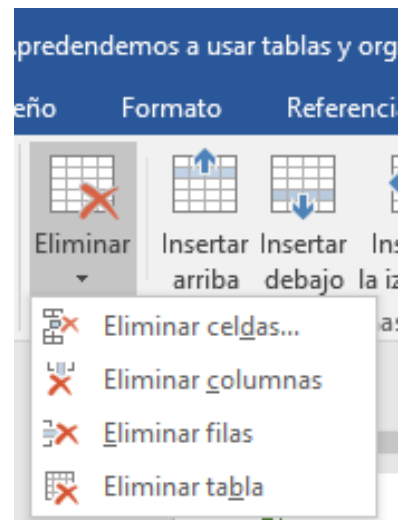 predendemos a usar tablas y org
eño Formato Referencia
Eliminar Insertar arriba Insertar debajo
Eliminar celdas...
Eliminar columnas
Eliminar filas
Eliminar tabla